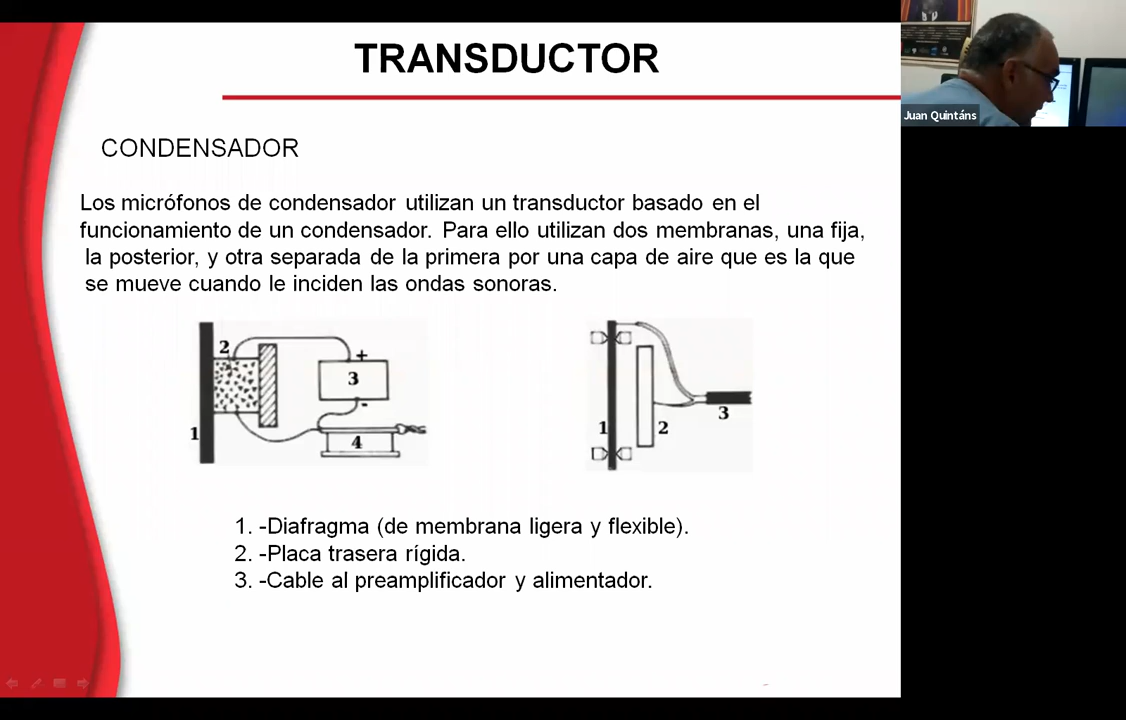 TRANSDUCTOR
Juan Quintáns
CONDENSADOR
Los micrófonos de condensador utilizan un transductor basado en el
funcionamiento de un condensador. Para ello utilizan dos membranas, una fija,
la posterior, y otra separada de la primera por una capa de aire que es la que
se mueve cuando le inciden las ondas sonoras.
2
+
3
-
1
4
1
2
3
1. -Diafragma (de membrana ligera y flexible).
2. -Placa trasera rígida.
3. -Cable al preamplificador y alimentador.